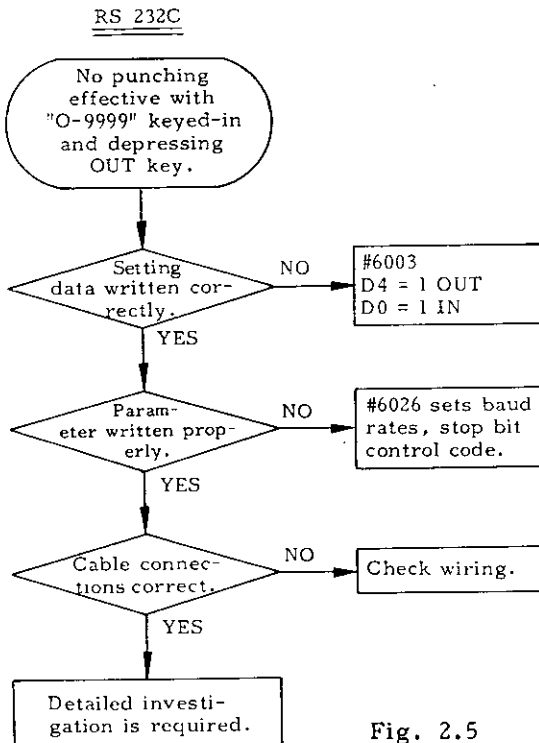 RS 232C
No punching
effective with
"O-9999" keyed-in
and depressing
OUT key.
Setting
data written cor-
rectly.
NO
#6003
D4 = 1 OUT
D0 = 1 IN
YES
Param-
eter written prop-
erly.
NO
#6026 sets baud
rates, stop bit
control code.
YES
Cable connec-
tions correct.
NO
Check wiring.
YES
Detailed investi-
gation is required.
Fig. 2.5